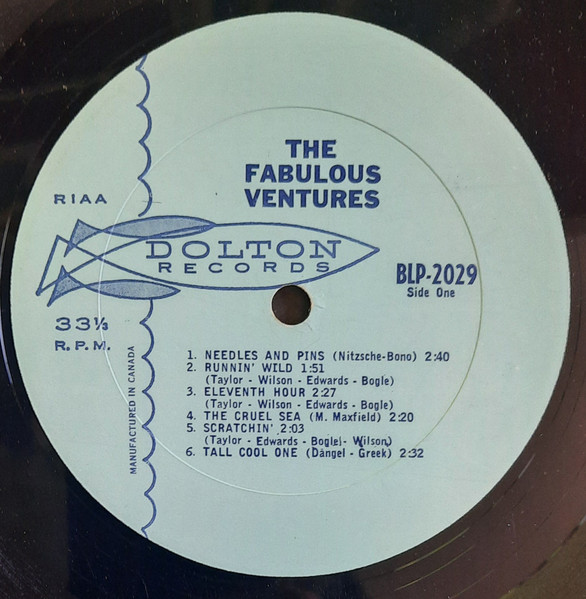 THE
FABULOUS
VENTURES
RIAA
DOLTON
RECORDS
BLP-2029
Side One
33⅓
R.P.M.
MANUFACTURED IN CANADA
1. NEEDLES AND PINS (Nitzsche-Bono) 2:40
2. RUNNIN' WILD 1:51
(Taylor - Wilson - Edwards - Bogle)
3. ELEVENTH HOUR 2:27
(Taylor - Wilson - Edwards - Bogle)
4. THE CRUEL SEA (M. Maxfield) 2:20
5. SCRATCHIN' 2:03
(Taylor - Edwards - Bogle - Wilson)
6. TALL COOL ONE (Dangel - Greek) 2:32